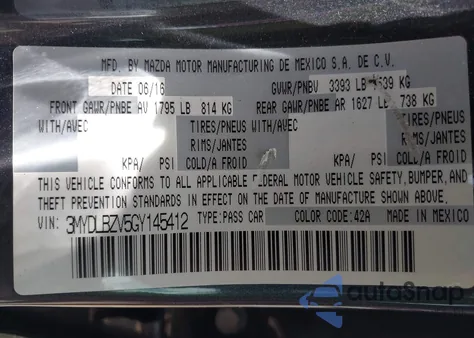 MFD. BY MAZDA MOTOR MANUFACTURING DE MEXICO S.A. DE C.V.
DATE 06/16 GVWR/PNBV 3393 LB 1539 KG
FRONT GAWR/PNBE AV 1795 LB 814 KG REAR GAWR/PNBE AR 1627 LB 738 KG
WITH/AVEC TIRES/PNEUS WITH/AVEC TIRES/PNEUS
RIMS/JANTES RIMS/JANTES
KPA/ PSI COLD/A FROID KPA/ PSI COLD/A FROID
THIS VEHICLE CONFORMS TO ALL APPLICABLE FEDERAL MOTOR VEHICLE SAFETY, BUMPER, AND
THEFT PREVENTION STANDARDS IN EFFECT ON THE DATE OF MANUFACTURE SHOWN ABOVE.
VIN: 3MYDLBZV5GY145412 TYPE:PASS CAR COLOR CODE:42A MADE IN MEXICO
autoSnap